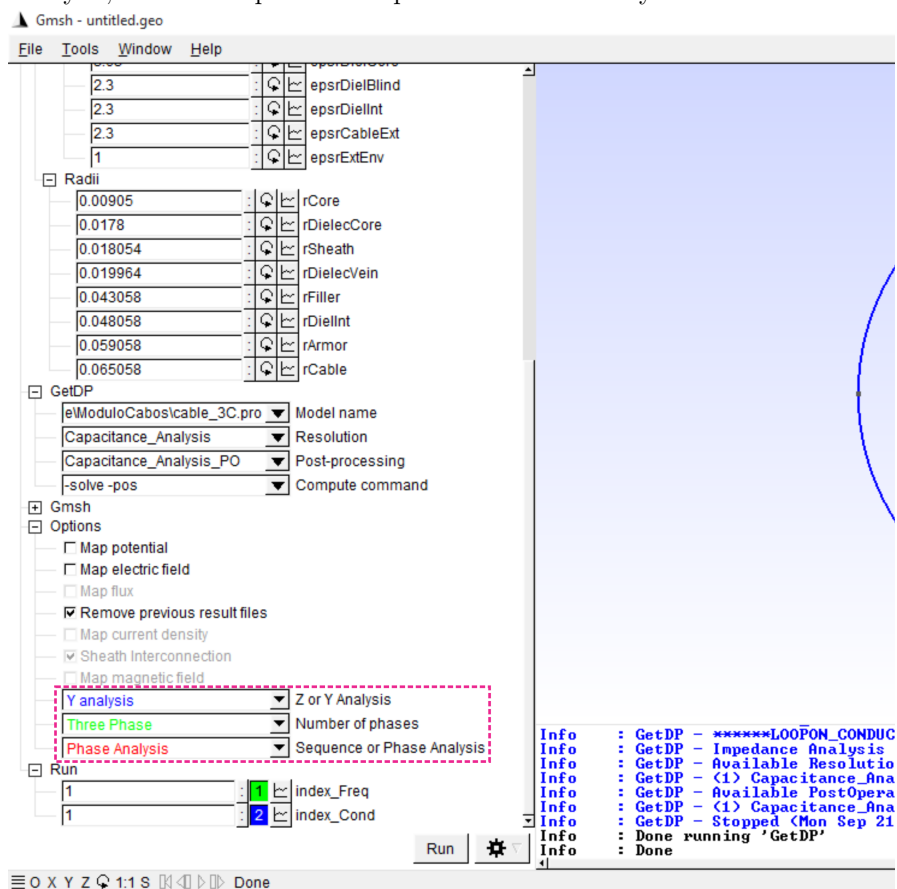 Gmsh - untitled.geo
File Tools Window Help
2.3 : epsrDielBlind
2.3 : epsrDielInt
2.3 : epsrCableExt
1 : epsrExtEnv
Radii
0.00905 : rCore
0.0178 : rDielecCore
0.018054 : rSheath
0.019964 : rDielecVein
0.043058 : rFiller
0.048058 : rDielInt
0.059058 : rArmor
0.065058 : rCable
GetDP
e\ModuloCabos\cable_3C.pro Model name
Capacitance_Analysis Resolution
Capacitance_Analysis_PO Post-processing
-solve -pos Compute command
Gmsh
Options
Map potential
Map electric field
Map flux
Remove previous result files
Map current density
Sheath Interconnection
Map magnetic field
Y analysis Z or Y Analysis
Three Phase Number of phases
Phase Analysis Sequence or Phase Analysis
Run
1 : 1 index_Freq
1 : 2 index_Cond
Run
Info : GetDP - ******LOOPON_CONDUC
Info : GetDP - Impedance Analysis
Info : GetDP - Available Resolutio
Info : GetDP - (1) Capacitance_Ana
Info : GetDP - Available PostOpera
Info : GetDP - (1) Capacitance_Ana
Info : GetDP - Stopped (Mon Sep 21
Info : Done running 'GetDP'
Info : Done
O X Y Z 1:1 S Done